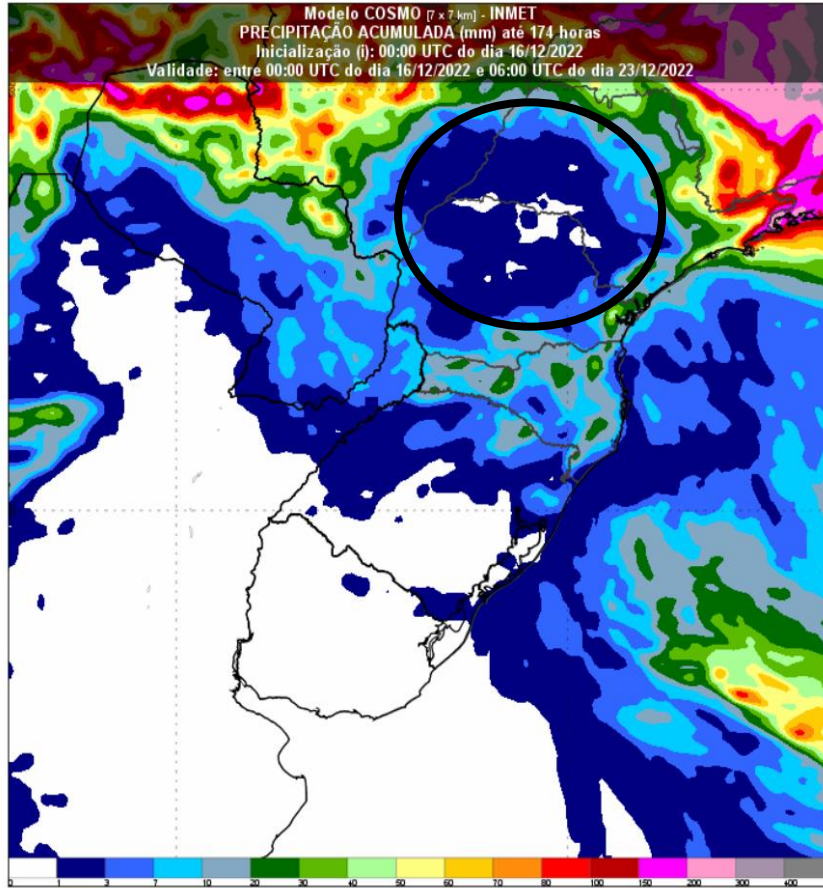 Modelo COSMO [7 x 7 km] - INMET
PRECIPITAÇÃO ACUMULADA (mm) até 174 horas
Inicialização (i): 00:00 UTC do dia 16/12/2022
Validade: entre 00:00 UTC do dia 16/12/2022 e 06:00 UTC do dia 23/12/2022
0 1 3 7 10 20 30 40 50 60 70 80 100 150 200 300 400